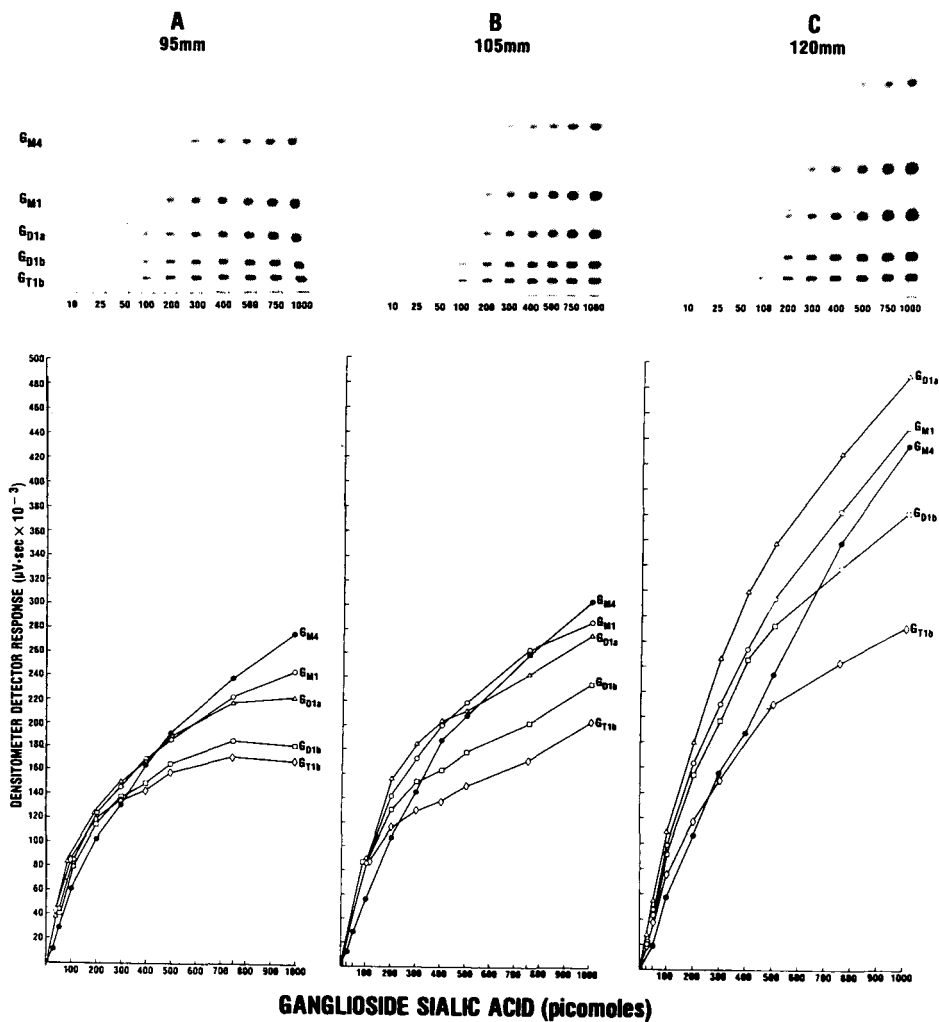 A
95mm
B
105mm
C
120mm
GM4
GM1
GD1a
GD1b
GT1b
10 25 50 100 200 300 400 500 750 1000
10 25 50 100 200 300 400 500 750 1000
10 25 50 100 200 300 400 500 750 1000
DENSITOMETER DETECTOR RESPONSE (μV·sec × 10⁻³)
500
480
460
440
420
400
380
360
340
320
300
280
260
240
220
200
180
160
140
120
100
80
60
40
20
GM4
GM1
GD1a
GD1b
GT1b
GM4
GM1
GD1a
GD1b
GT1b
GD1a
GM1
GM4
GD1b
GT1b
100 200 300 400 500 600 700 800 900 1000
100 200 300 400 500 600 700 800 900 1000
100 200 300 400 500 600 700 800 900 1000
GANGLIOSIDE SIALIC ACID (picomoles)